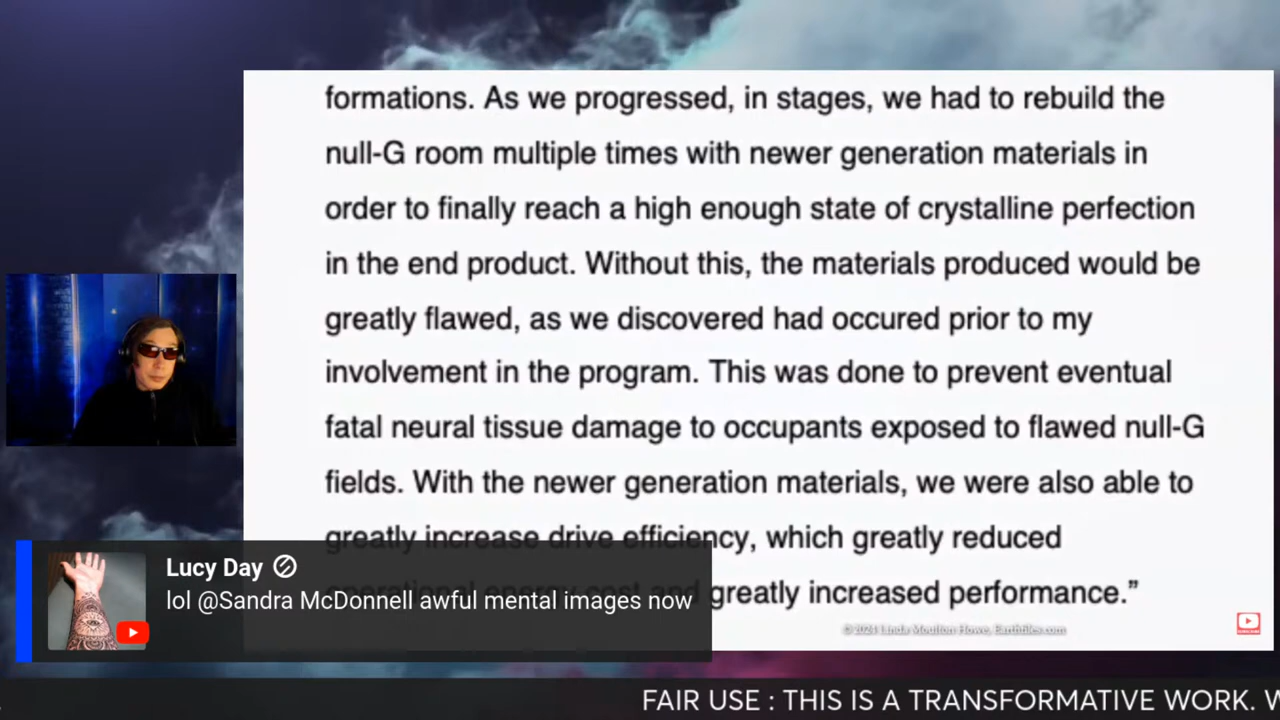 formations. As we progressed, in stages, we had to rebuild the
null-G room multiple times with newer generation materials in
order to finally reach a high enough state of crystalline perfection
in the end product. Without this, the materials produced would be
greatly flawed, as we discovered had occured prior to my
involvement in the program. This was done to prevent eventual
fatal neural tissue damage to occupants exposed to flawed null-G
fields. With the newer generation materials, we were also able to
greatly increase drive efficiency, which greatly reduced
operational energy cost and greatly increased performance.”
© 2024 Linda Moulton Howe, Earthfiles.com
Lucy Day
lol @Sandra McDonnell awful mental images now
FAIR USE : THIS IS A TRANSFORMATIVE WORK. W